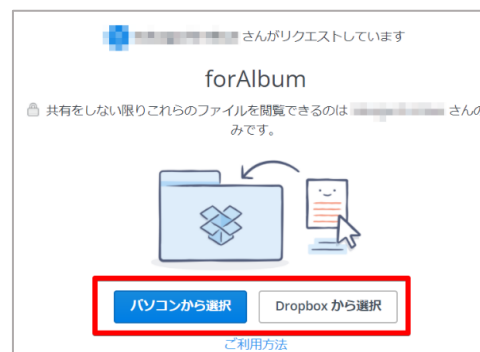 さんがリクエストしています
forAlbum
共有をしない限りこれらのファイルを閲覧できるのは さんの
みです。
パソコンから選択 Dropbox から選択
ご利用方法